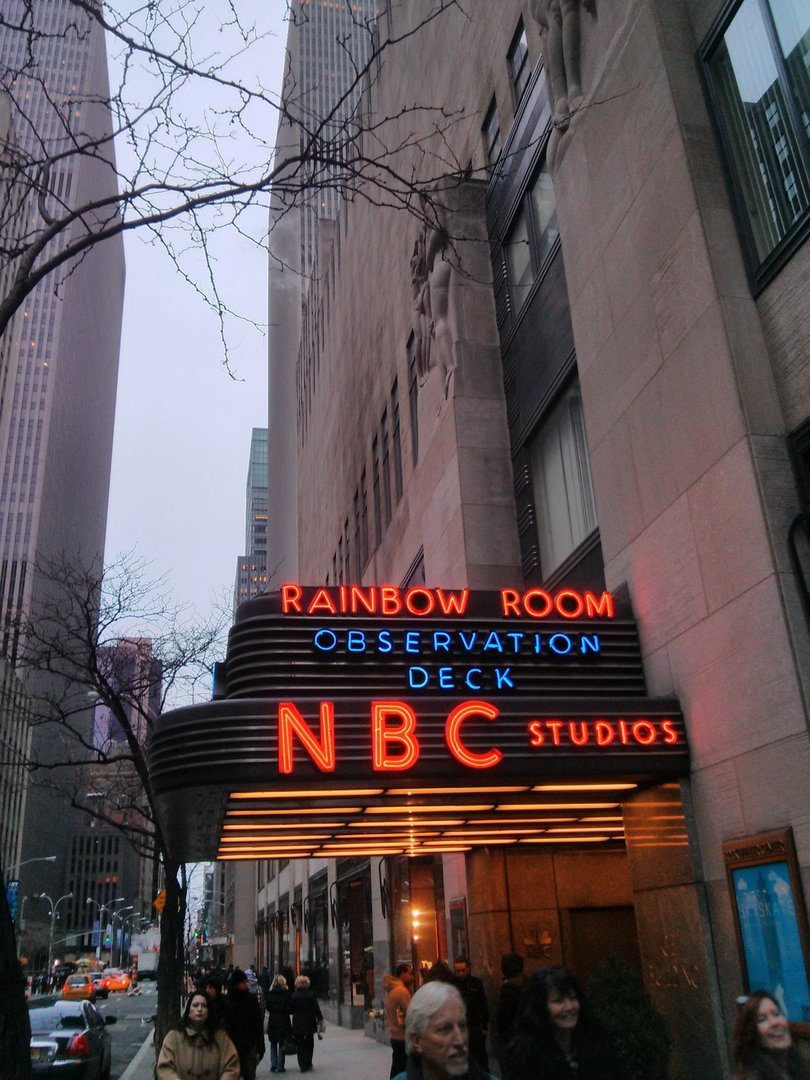 RAINBOW ROOM
OBSERVATION
DECK
NBC STUDIOS